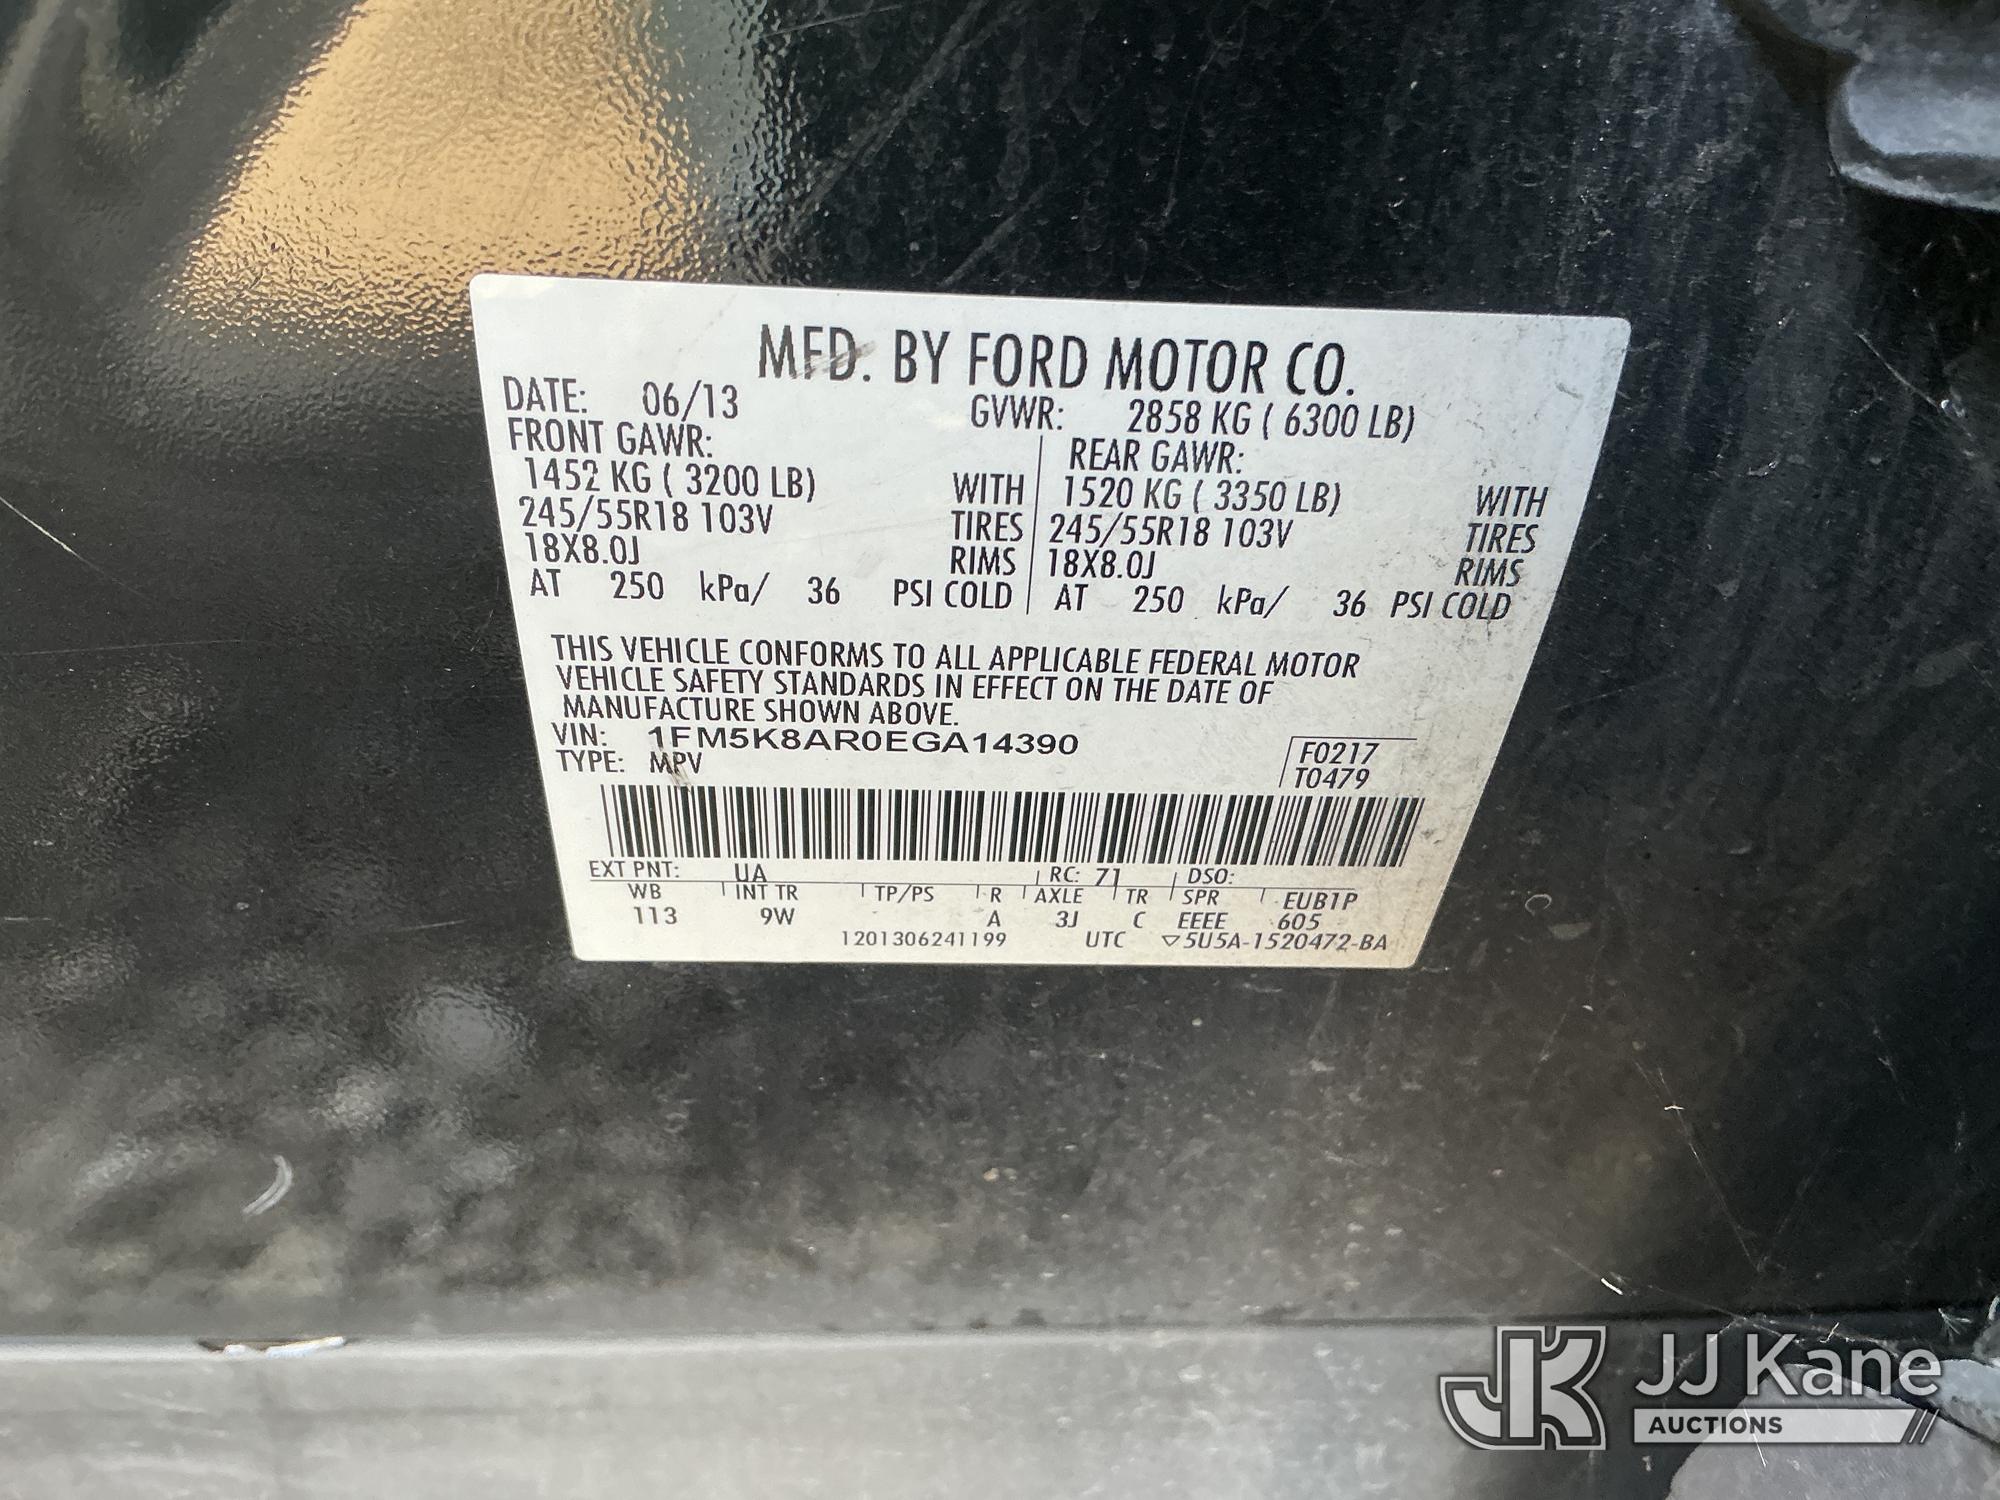 MFD. BY FORD MOTOR CO.
DATE: 06/13 GVWR: 2858 KG ( 6300 LB)
FRONT GAWR: REAR GAWR:
1452 KG ( 3200 LB) WITH 1520 KG ( 3350 LB) WITH
245/55R18 103V TIRES 245/55R18 103V TIRES
18X8.0J RIMS 18X8.0J RIMS
AT 250 kPa/ 36 PSI COLD AT 250 kPa/ 36 PSI COLD
THIS VEHICLE CONFORMS TO ALL APPLICABLE FEDERAL MOTOR
VEHICLE SAFETY STANDARDS IN EFFECT ON THE DATE OF
MANUFACTURE SHOWN ABOVE.
VIN: 1FM5K8AR0EGA14390 F0217
TYPE: MPV T0479
EXT PNT: UA RC: 71 DSO:
WB INT TR TP/PS R AXLE TR SPR EUB1P
113 9W A 3J C EEEE 605
1201306241199 UTC ▽5U5A-1520472-BA
JK JJ Kane
AUCTIONS